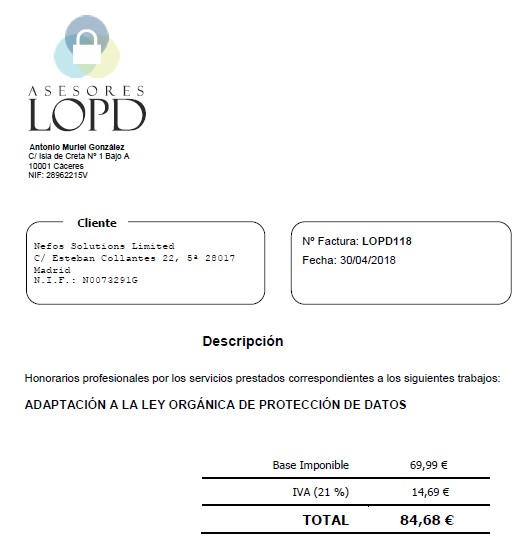 ASESORES
LOPD
Antonio Muriel González
C/ Isla de Creta Nº 1 Bajo A
10001 Cáceres
NIF: 28962215V
Cliente
Nefos Solutions Limited
C/ Esteban Collantes 22, 5ª 28017
Madrid
N.I.F.: N0073291G
Nº Factura: LOPD118
Fecha: 30/04/2018
Descripción
Honorarios profesionales por los servicios prestados correspondientes a los siguientes trabajos:
ADAPTACIÓN A LA LEY ORGÁNICA DE PROTECCIÓN DE DATOS
Base Imponible 69,99 €
IVA (21 %) 14,69 €
TOTAL 84,68 €